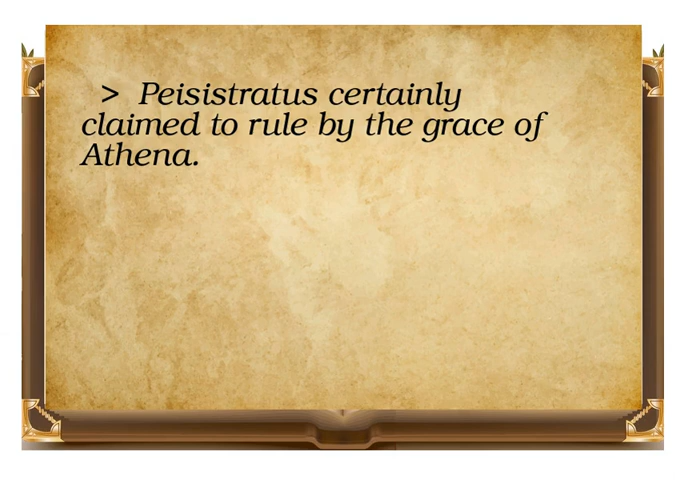 > Peisistratus certainly
claimed to rule by the grace of
Athena.